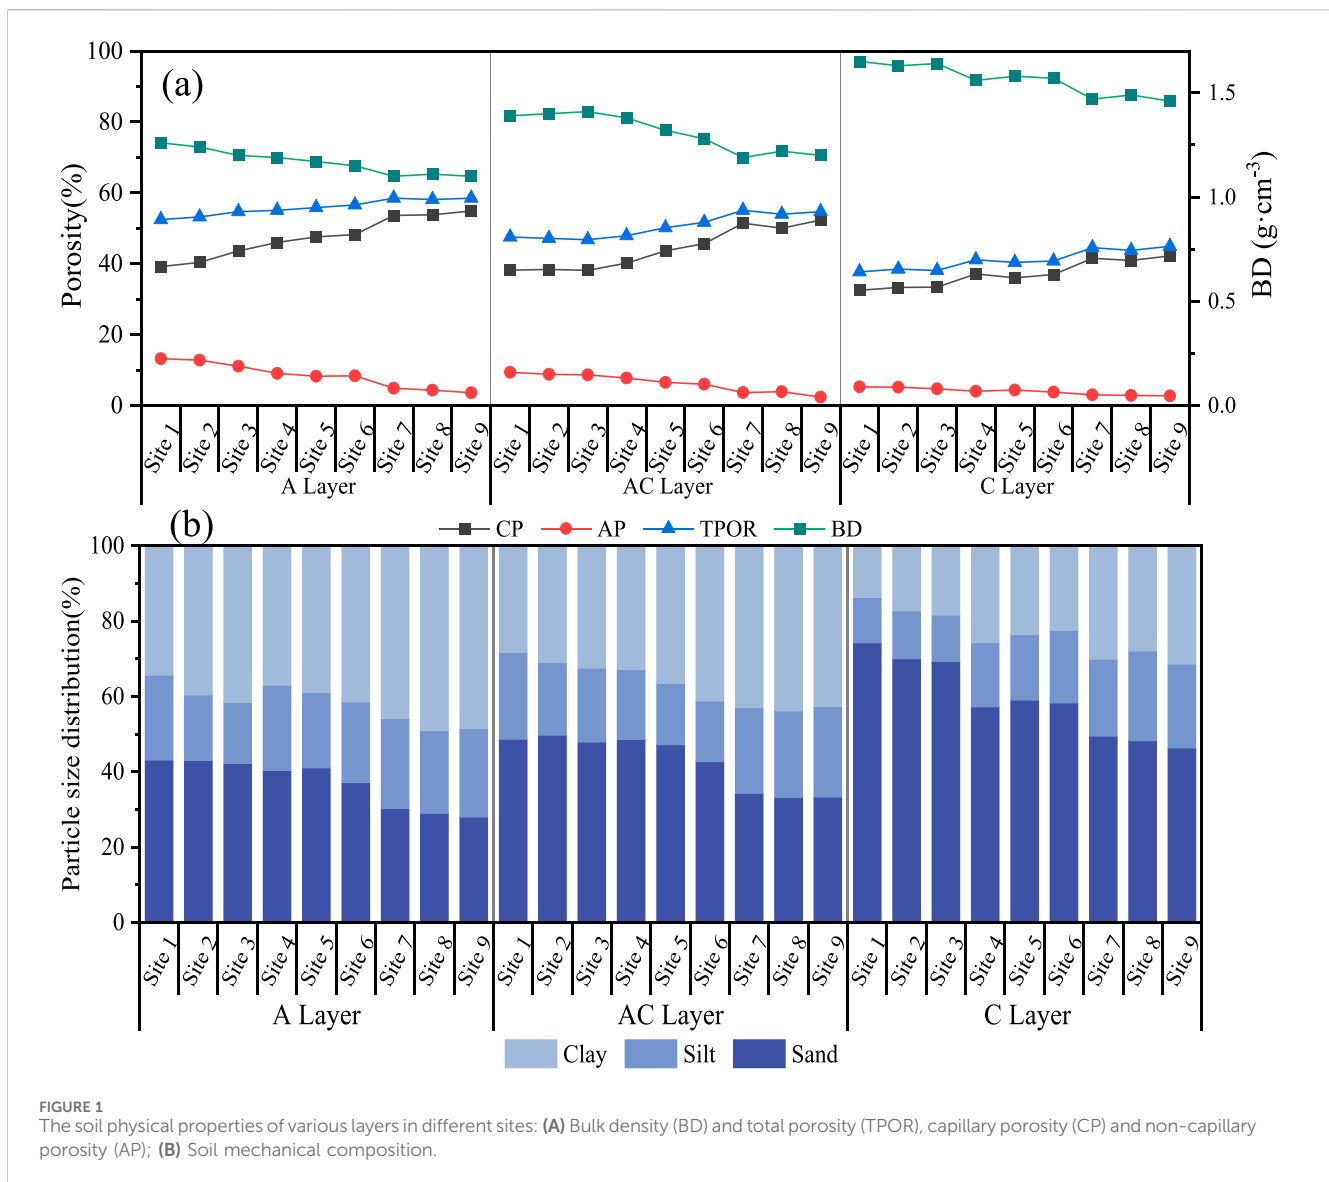 (a)
Porosity(%)
100
80
60
40
20
0
BD (g·cm-3)
1.5
1.0
0.5
0.0
Site 1 Site 2 Site 3 Site 4 Site 5 Site 6 Site 7 Site 8 Site 9 Site 1 Site 2 Site 3 Site 4 Site 5 Site 6 Site 7 Site 8 Site 9 Site 1 Site 2 Site 3 Site 4 Site 5 Site 6 Site 7 Site 8 Site 9
A Layer AC Layer C Layer
CP AP TPOR BD
(b)
Particle size distribution(%)
100
80
60
40
20
0
Site 1 Site 2 Site 3 Site 4 Site 5 Site 6 Site 7 Site 8 Site 9 Site 1 Site 2 Site 3 Site 4 Site 5 Site 6 Site 7 Site 8 Site 9 Site 1 Site 2 Site 3 Site 4 Site 5 Site 6 Site 7 Site 8 Site 9
A Layer AC Layer C Layer
Clay Silt Sand
FIGURE 1
The soil physical properties of various layers in different sites: (A) Bulk density (BD) and total porosity (TPOR), capillary porosity (CP) and non-capillary
porosity (AP); (B) Soil mechanical composition.